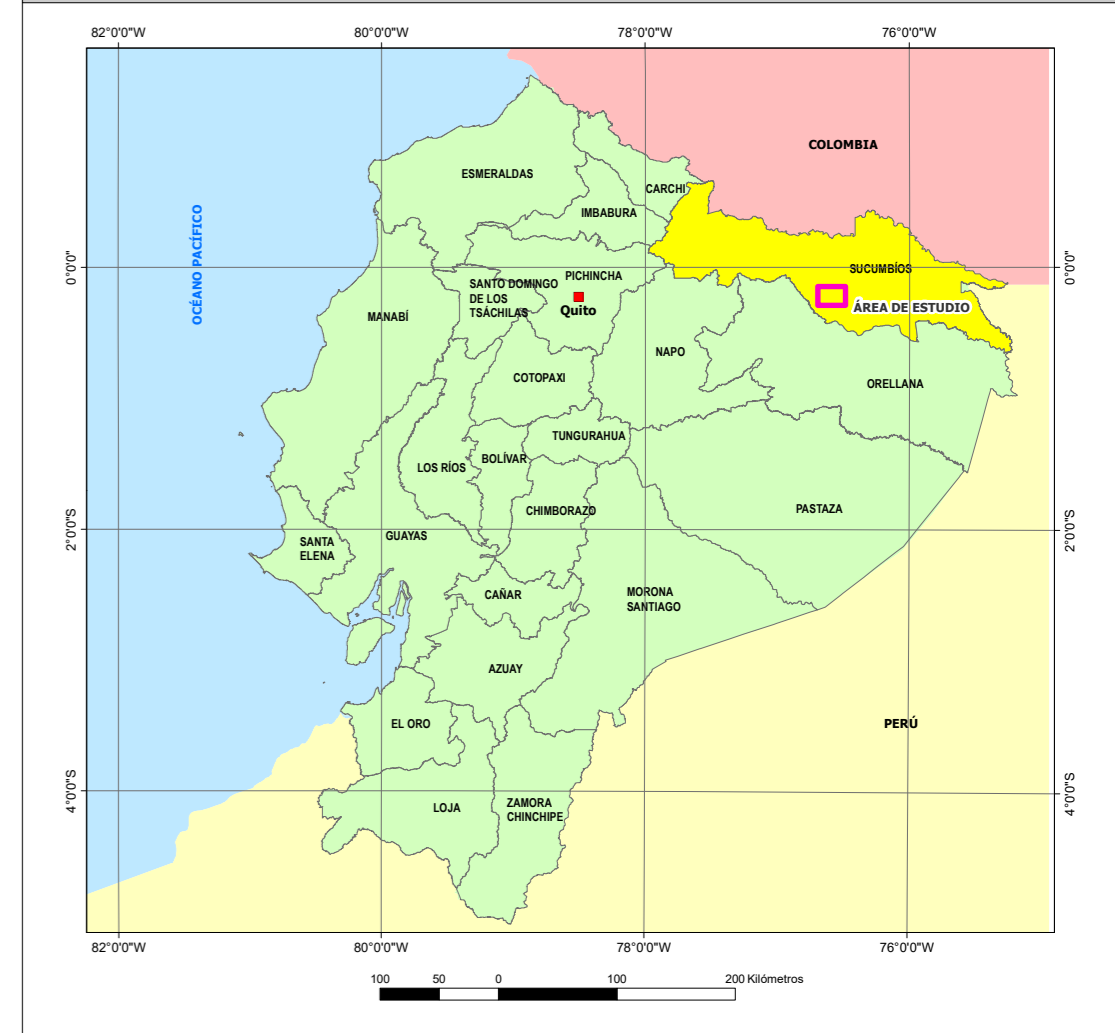 82°0'0"W 80°0'0"W 78°0'0"W 76°0'0"W
COLOMBIA
ESMERALDAS
CARCHI
IMBABURA
OCÉANO PACÍFICO
0°0'0"
0°0'0"
SUCUMBÍOS
PICHINCHA
SANTO DOMINGO
DE LOS
TSÁCHILAS
Quito
ÁREA DE ESTUDIO
MANABÍ
NAPO
COTOPAXI
ORELLANA
TUNGURAHUA
BOLÍVAR
LOS RÍOS
CHIMBORAZO
PASTAZA
2°0'0"S
2°0'0"S
GUAYAS
SANTA
ELENA
CAÑAR
MORONA
SANTIAGO
AZUAY
EL ORO
PERÚ
4°0'0"S
4°0'0"S
LOJA
ZAMORA
CHINCHIPE
82°0'0"W 80°0'0"W 78°0'0"W 76°0'0"W
100 50 0 100 200 Kilómetros